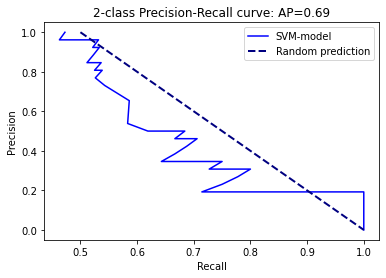 2-class Precision-Recall curve: AP=0.69
SVM-model
Random prediction
Precision
1.0
0.8
0.6
0.4
0.2
0.0
0.5
0.6
0.7
0.8
0.9
1.0
Recall